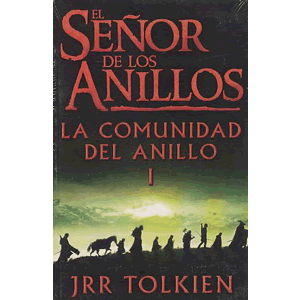 EL
SEÑOR
DE LOS
ANILLOS
LA COMUNIDAD
DEL ANILLO
I
JRR TOLKIEN